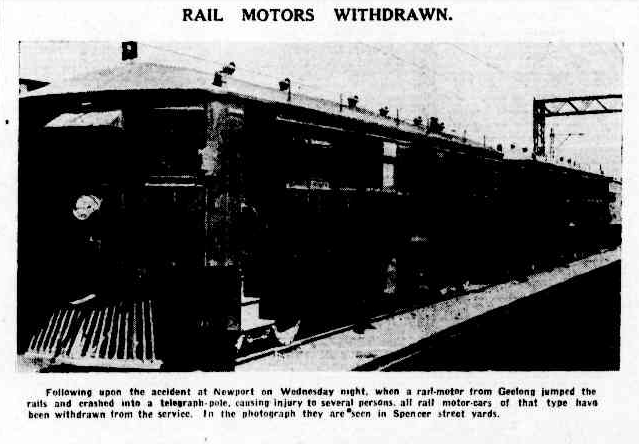 RAIL MOTORS WITHDRAWN.
Following upon the accident at Newport on Wednesday night, when a rail-motor from Geelong jumped the
rails and crashed into a telegraph-pole, causing injury to several persons, all rail motor-cars of that type have
been withdrawn from the service. In the photograph they are seen in Spencer street yards.